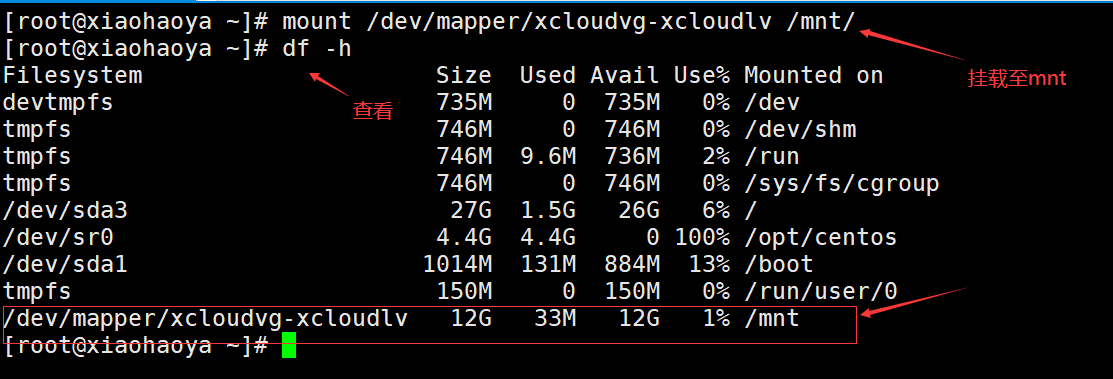 [root@xiaohaoya ~]# mount /dev/mapper/xcloudvg-xcloudlv /mnt/
[root@xiaohaoya ~]# df -h
Filesystem                     Size  Used Avail Use% Mounted on
挂载至mnt
devtmpfs                       735M     0  735M   0% /dev
查看
tmpfs                          746M     0  746M   0% /dev/shm
tmpfs                          746M  9.6M  736M   2% /run
tmpfs                          746M     0  746M   0% /sys/fs/cgroup
/dev/sda3                       27G  1.5G   26G   6% /
/dev/sr0                       4.4G  4.4G     0 100% /opt/centos
/dev/sda1                     1014M  131M  884M  13% /boot
tmpfs                          150M     0  150M   0% /run/user/0
/dev/mapper/xcloudvg-xcloudlv   12G   33M   12G   1% /mnt
[root@xiaohaoya ~]#